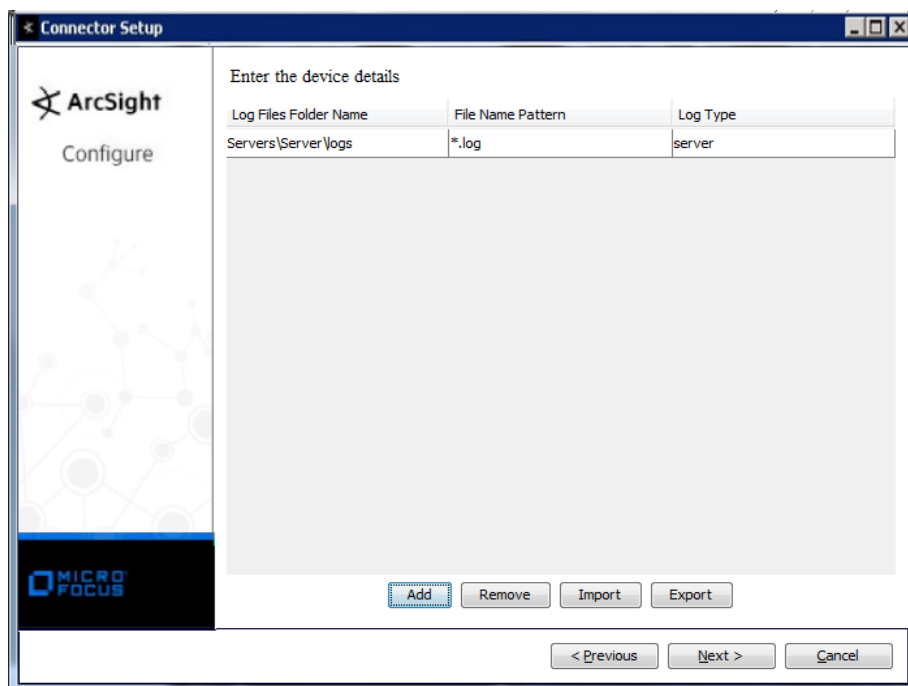 Connector Setup
ArcSight
Configure
Enter the device details
Log Files Folder Name File Name Pattern Log Type
Servers\Server\logs *.log server
MICRO
FOCUS
Add Remove Import Export
< Previous Next > Cancel